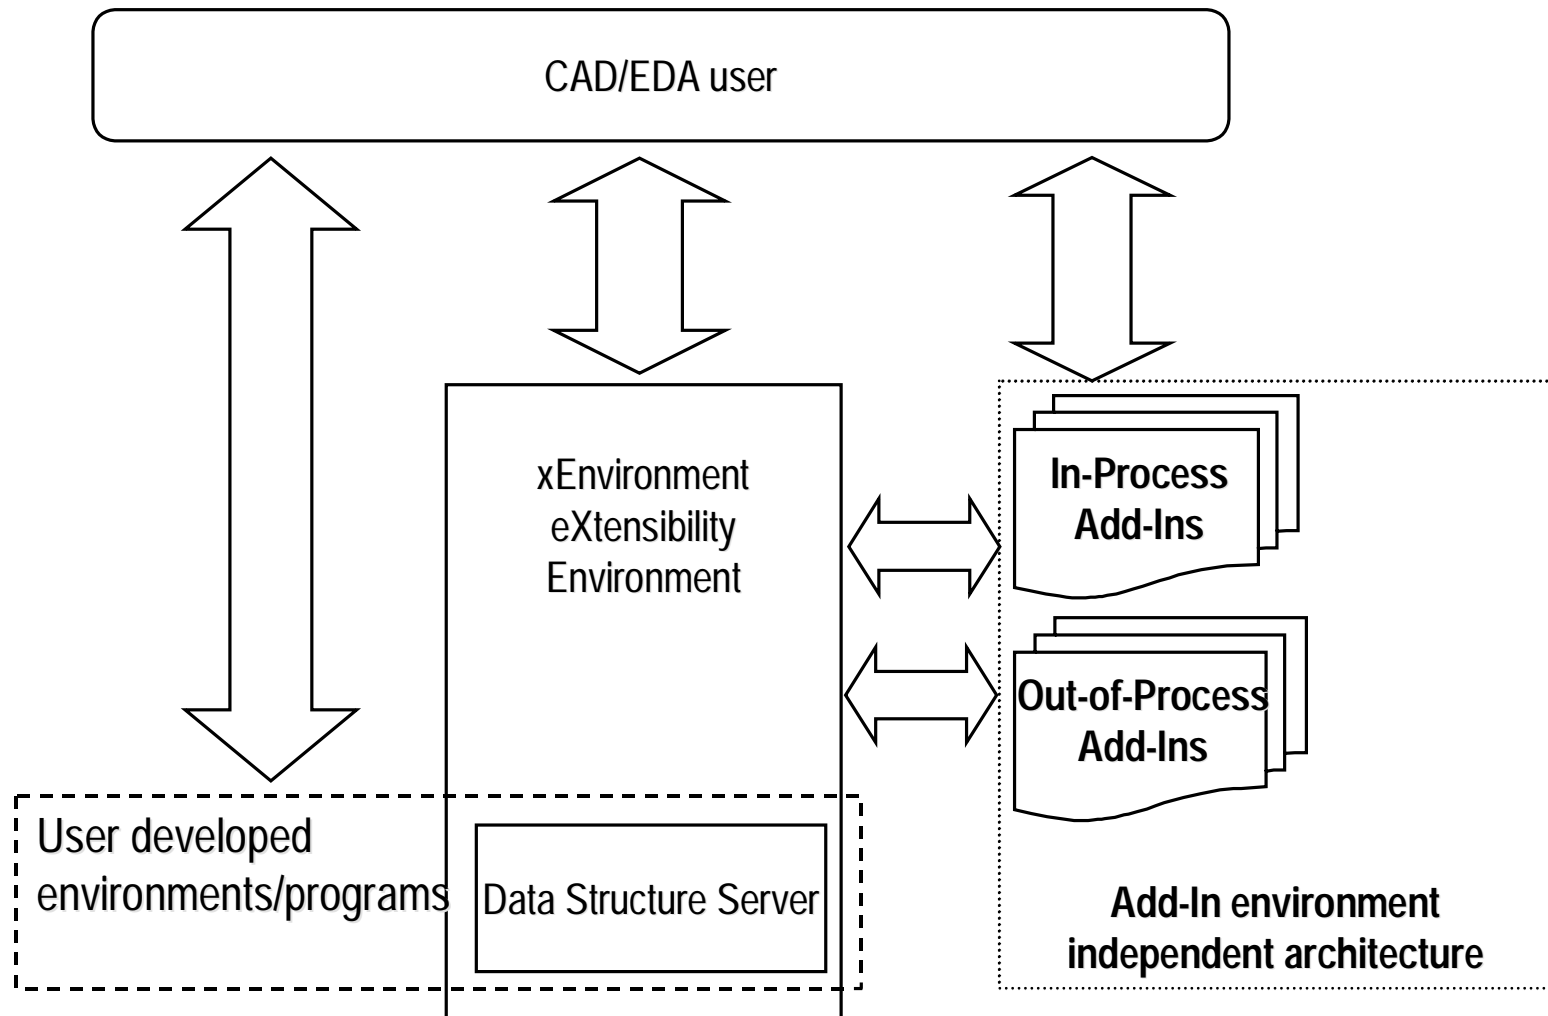 CAD/EDA user
xEnvironment
eXtensibility
Environment
In-Process
Add-Ins
Out-of-Process
Add-Ins
User developed
environments/programs
Data Structure Server
Add-In environment
independent architecture